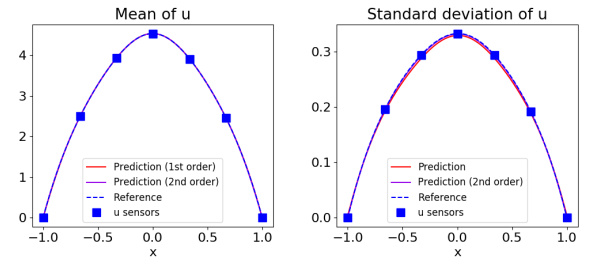 Mean of u
4
3
2
1
0
Prediction (1st order)
Prediction (2nd order)
Reference
u sensors
−1.0 −0.5 0.0 0.5 1.0
x
Standard deviation of u
0.3
0.2
0.1
0.0
Prediction
Prediction (2nd order)
Reference
u sensors
−1.0 −0.5 0.0 0.5 1.0
x